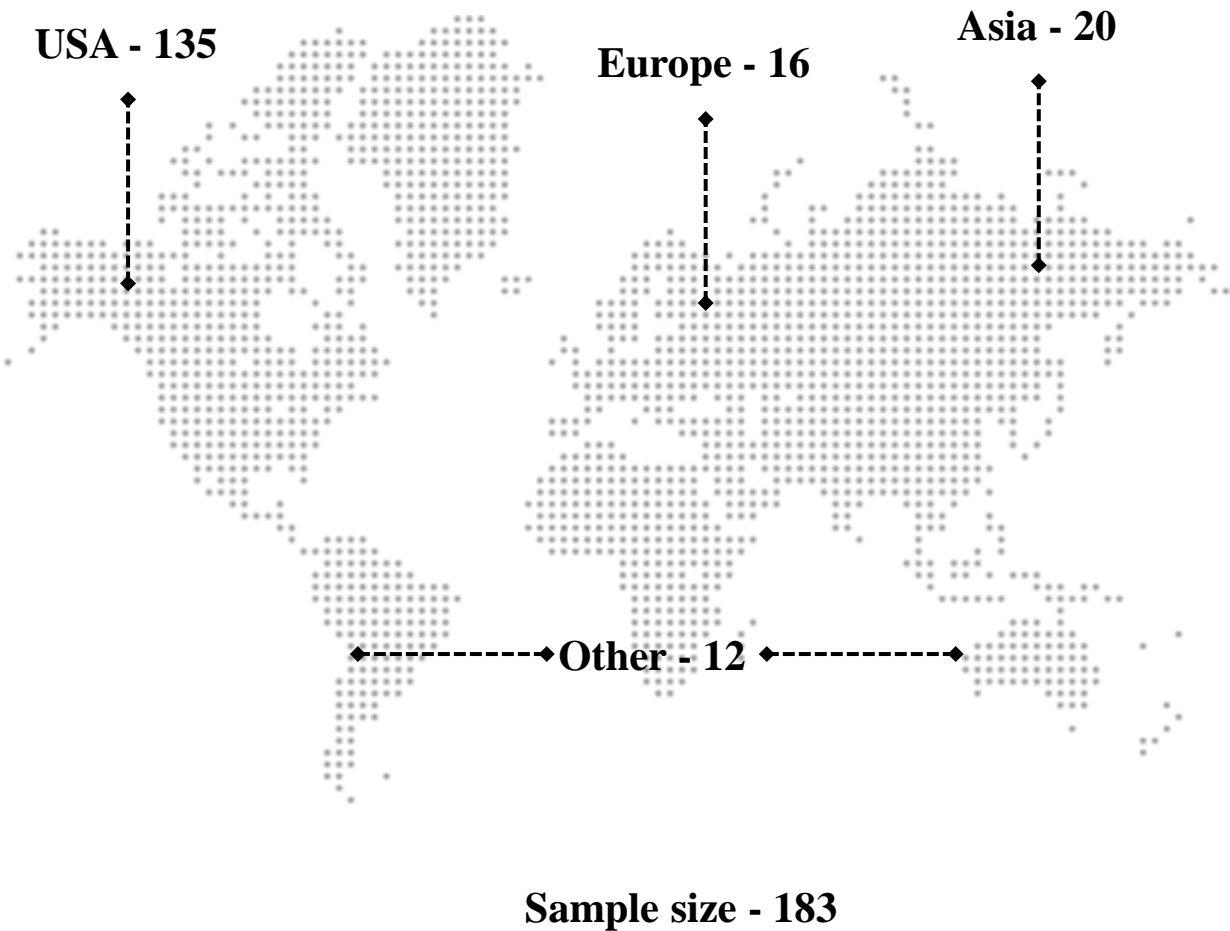 USA - 135
Europe - 16
Asia - 20
Other - 12
Sample size - 183